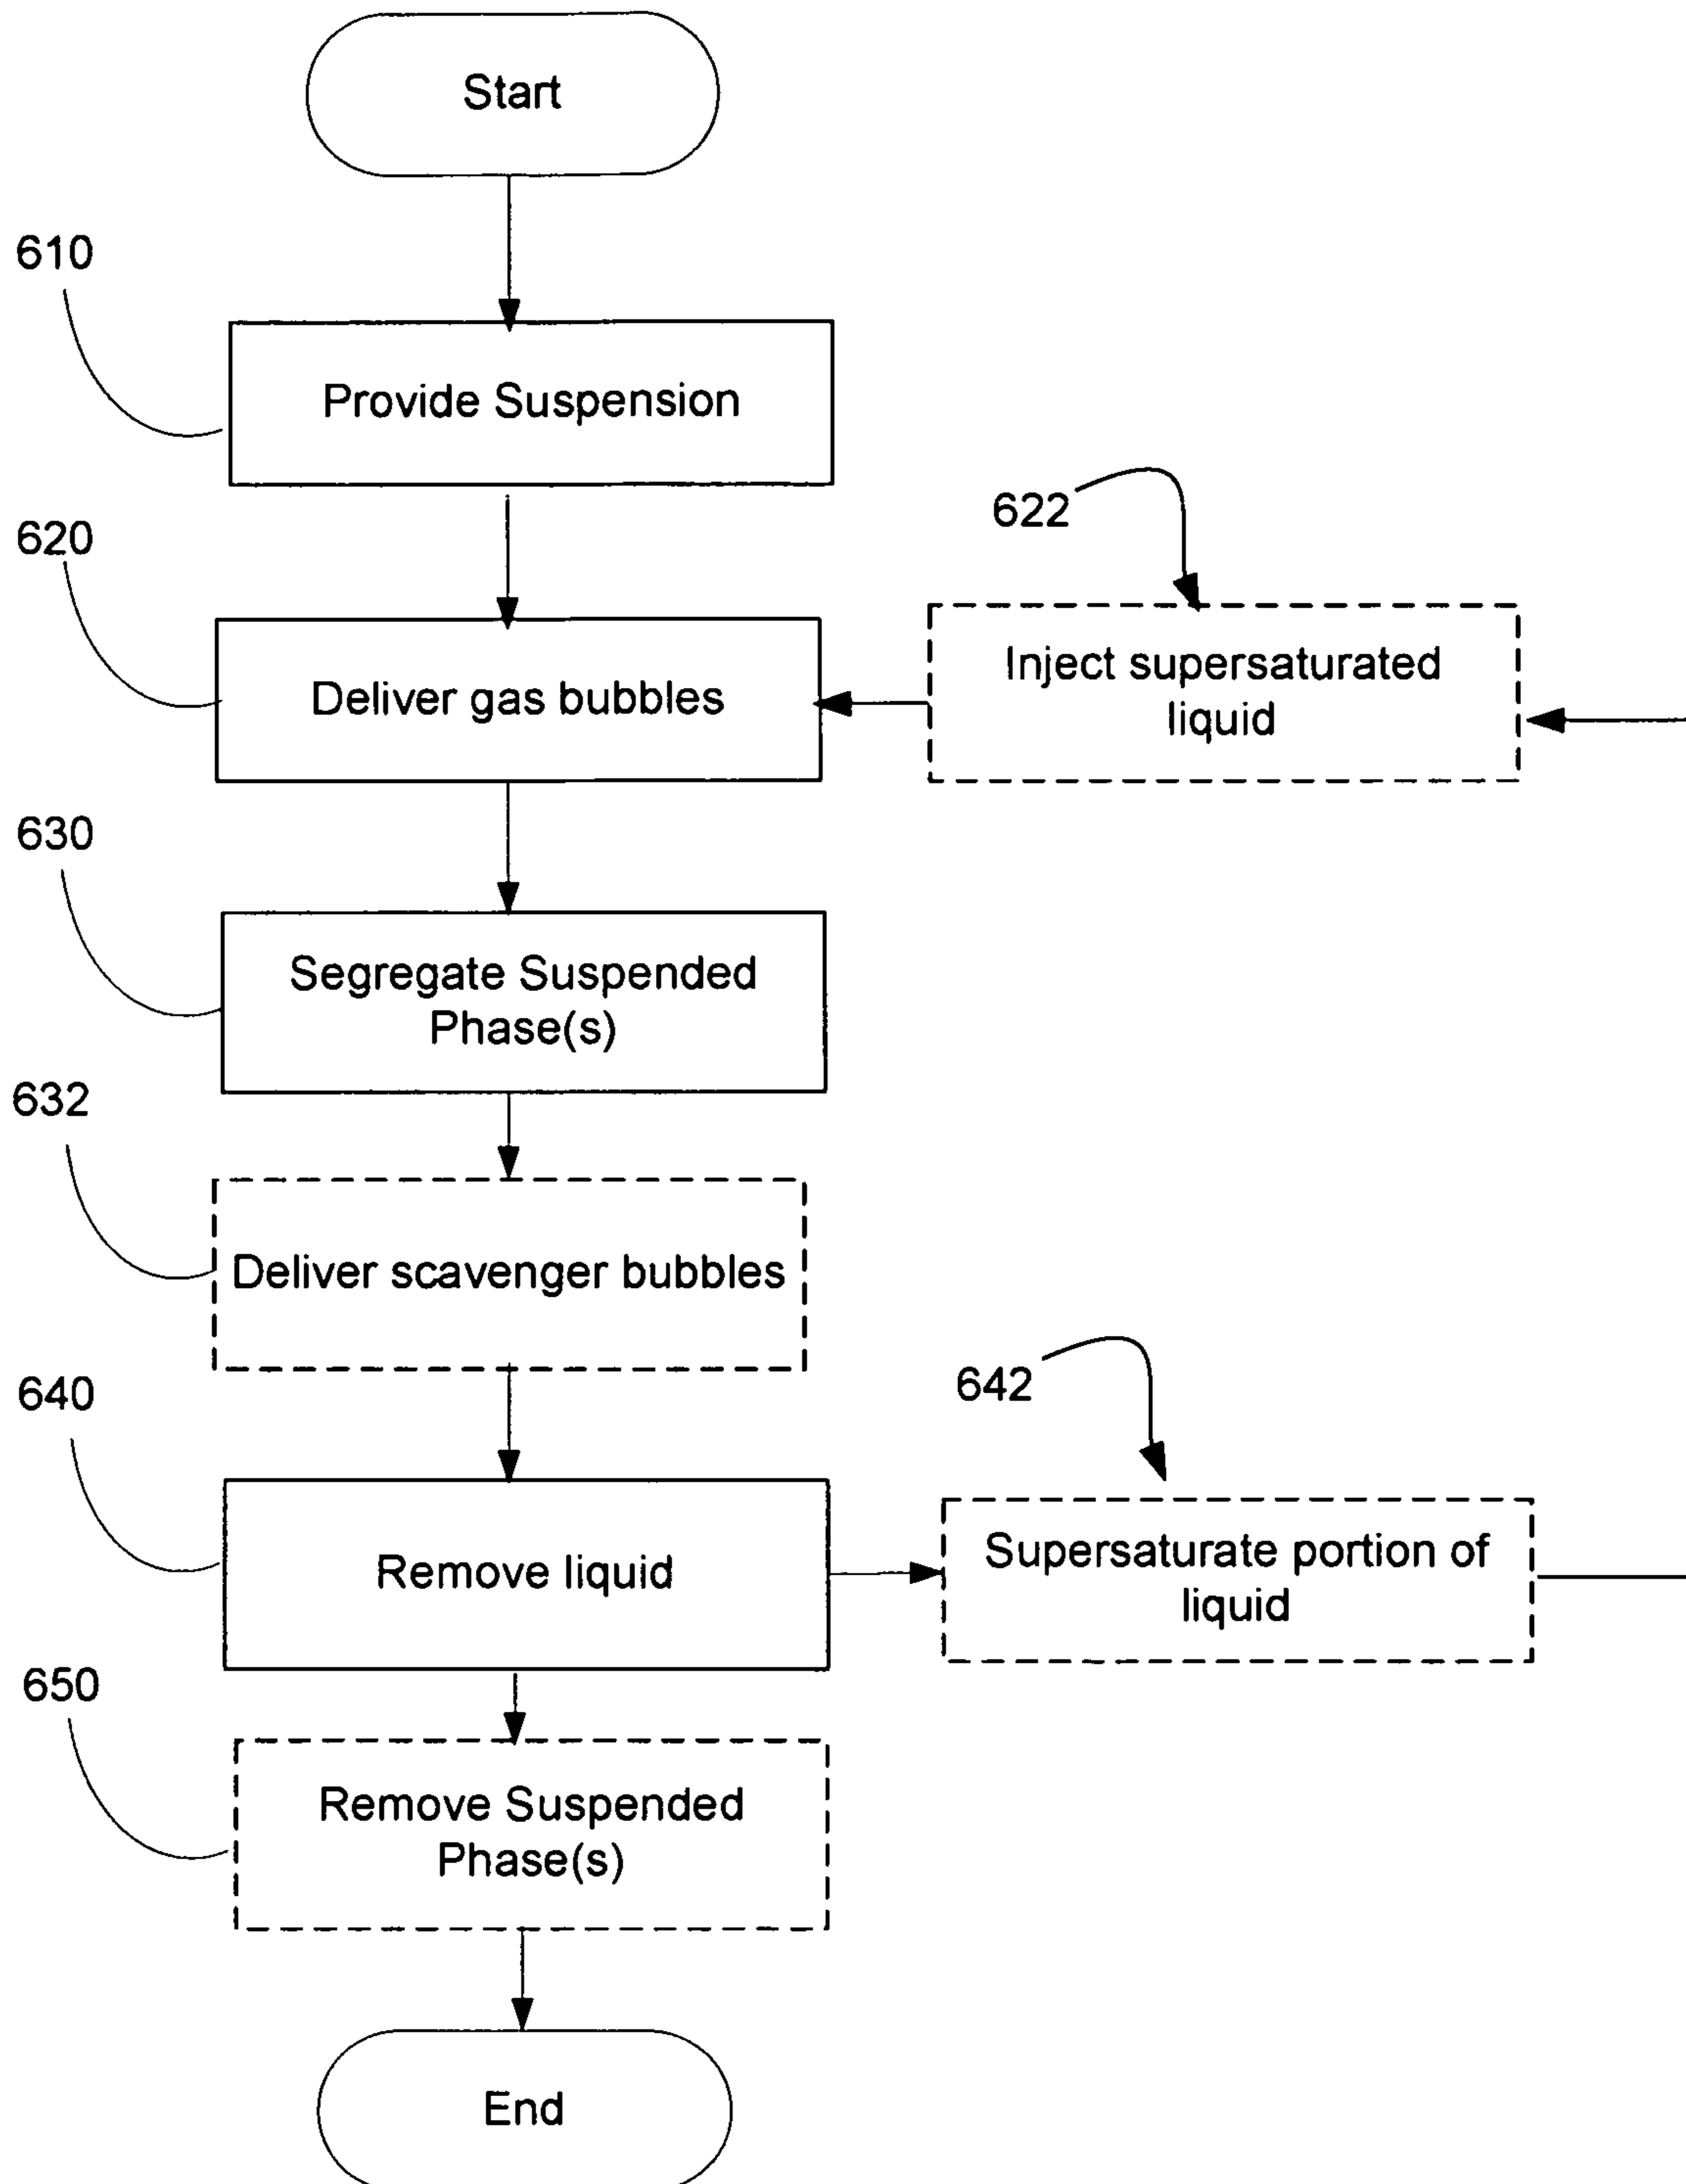 Start
610
Provide Suspension
622
620
Inject supersaturated
liquid
Deliver gas bubbles
630
Segregate Suspended
Phase(s)
632
Deliver scavenger bubbles
640
642
Remove liquid
Supersaturate portion of
liquid
650
Remove Suspended
Phase(s)
End